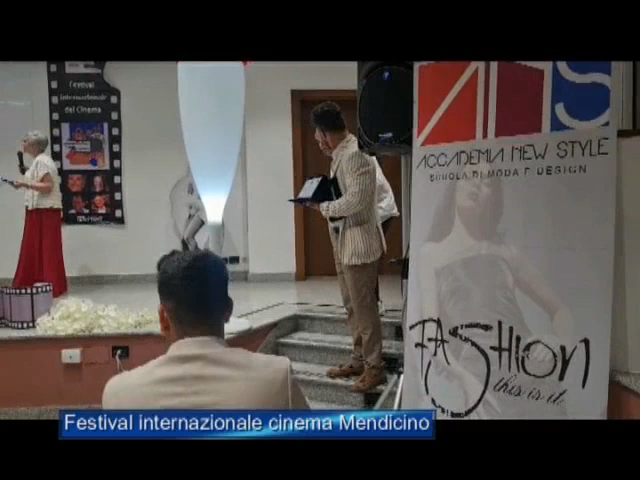 Festival
Internazionale
del Cinema
ANS
ACCADEMIA NEW STYLE
SCUOLA DI MODA E DESIGN
FASHION
this is it.
Festival internazionale cinema Mendicino